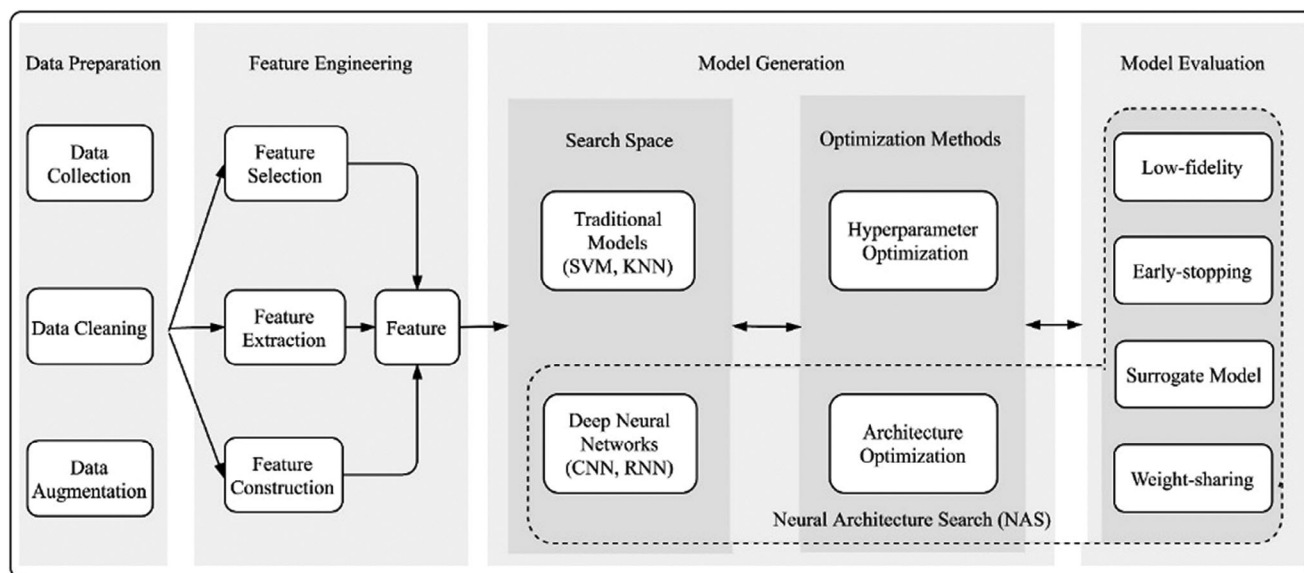 Data Preparation
Data
Collection
Data Cleaning
Data
Augmentation
Feature Engineering
Feature
Selection
Feature
Extraction
Feature
Construction
Feature
Model Generation
Search Space
Traditional
Models
(SVM, KNN)
Deep Neural
Networks
(CNN, RNN)
Optimization Methods
Hyperparameter
Optimization
Architecture
Optimization
Neural Architecture Search (NAS)
Model Evaluation
Low-fidelity
Early-stopping
Surrogate Model
Weight-sharing